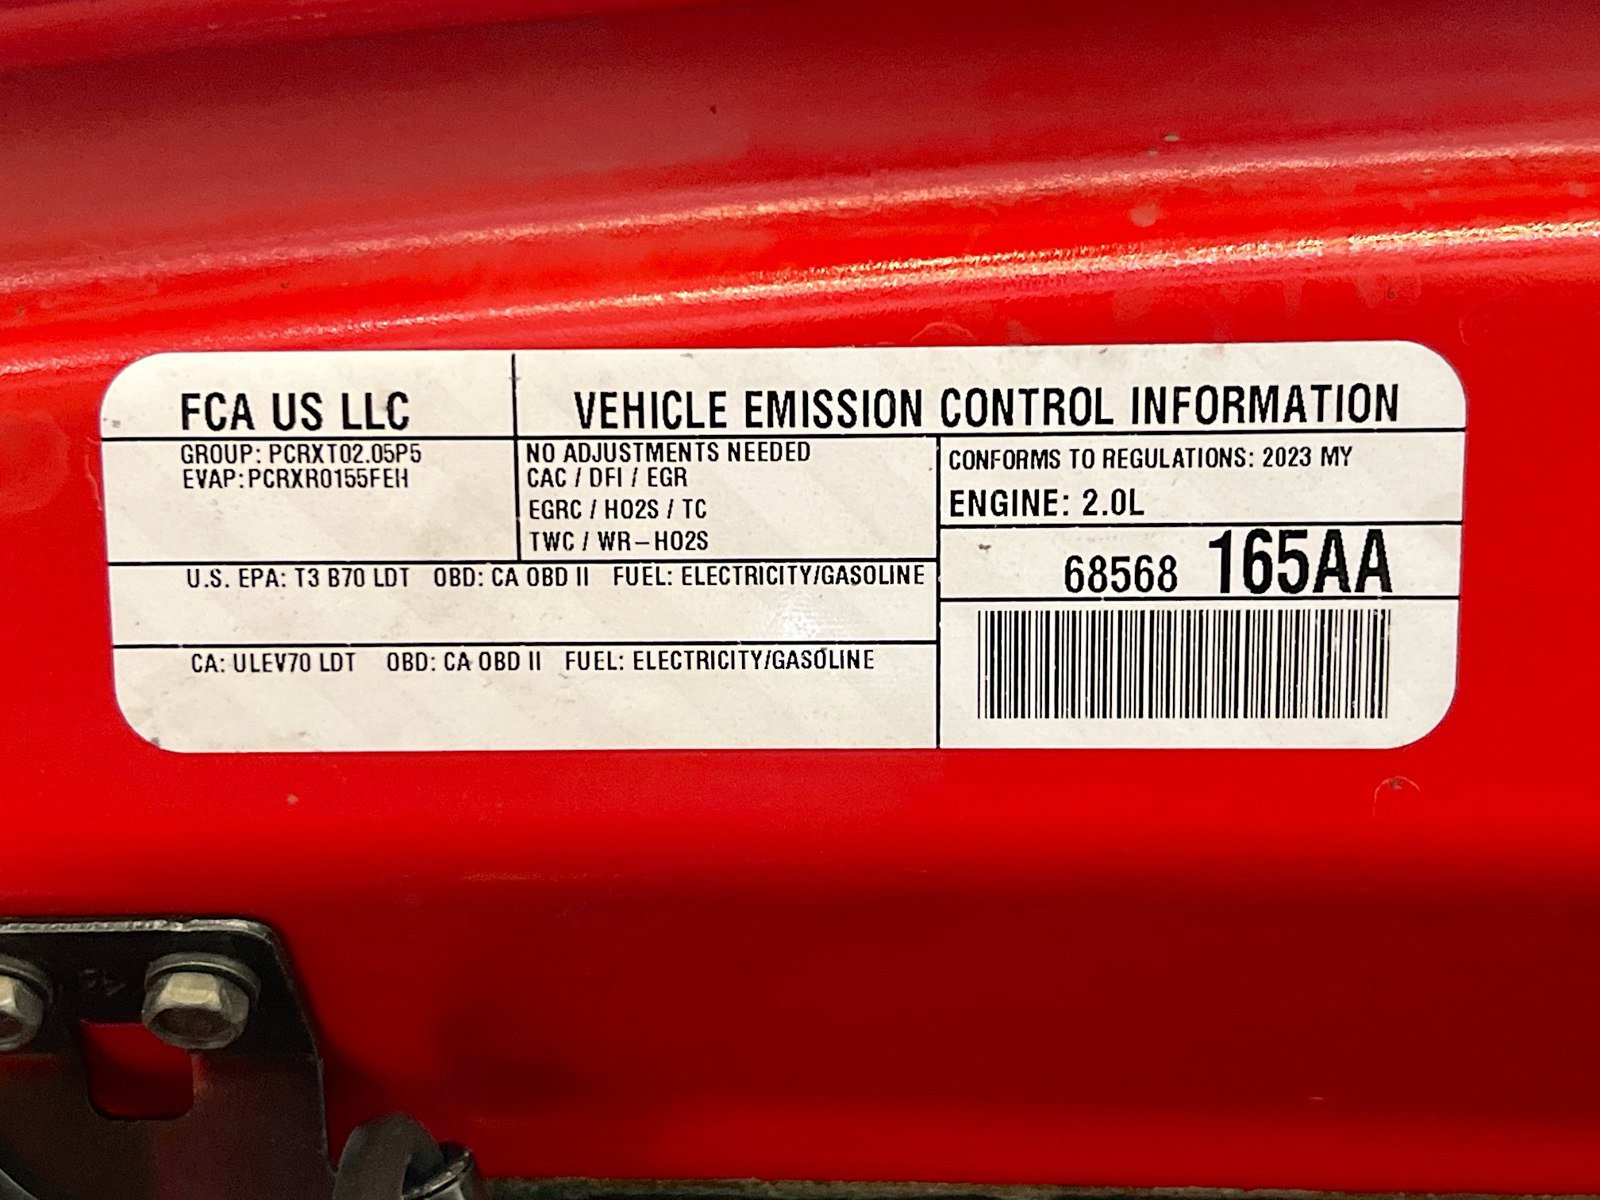 FCA US LLC
VEHICLE EMISSION CONTROL INFORMATION
GROUP: PCRXT02.05P5
EVAP:PCRXR0155FEH
NO ADJUSTMENTS NEEDED
CAC / DFI / EGR
EGRC / HO2S / TC
TWC / WR-HO2S
CONFORMS TO REGULATIONS: 2023 MY
ENGINE: 2.0L
68568 165AA
U.S. EPA: T3 B70 LDT OBD: CA OBD II FUEL: ELECTRICITY/GASOLINE
CA: ULEV70 LDT OBD: CA OBD II FUEL: ELECTRICITY/GASOLINE